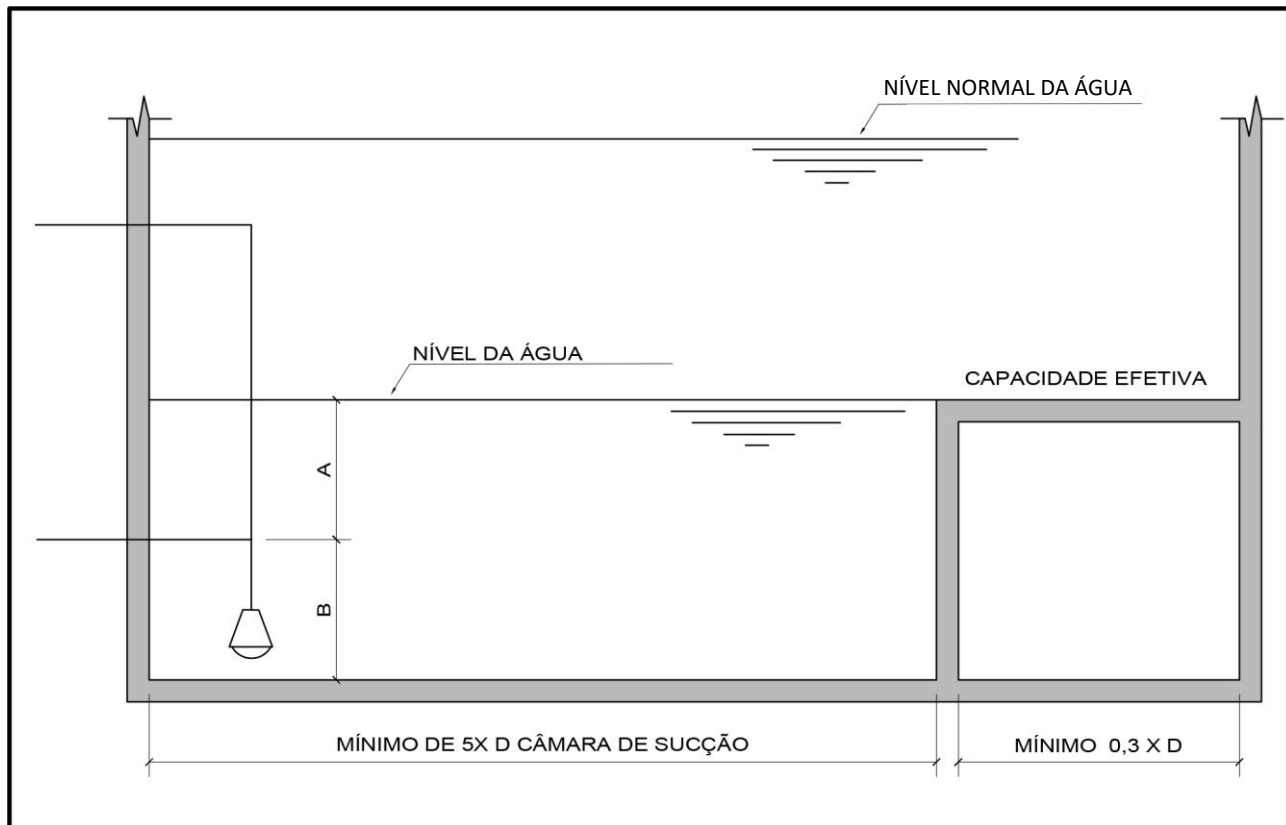 NÍVEL NORMAL DA ÁGUA
NÍVEL DA ÁGUA
CAPACIDADE EFETIVA
A
B
MÍNIMO DE 5X D CÂMARA DE SUCÇÃO
MÍNIMO 0,3 X D